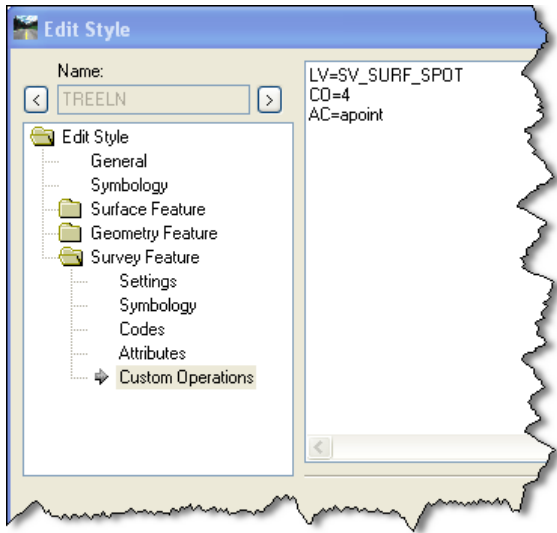 Edit Style
Name:
<
TREELN
>
Edit Style
General
Symbology
Surface Feature
Geometry Feature
Survey Feature
Settings
Symbology
Codes
Attributes
Custom Operations
LV=SV_SURF_SPOT
CO=4
AC=apoint